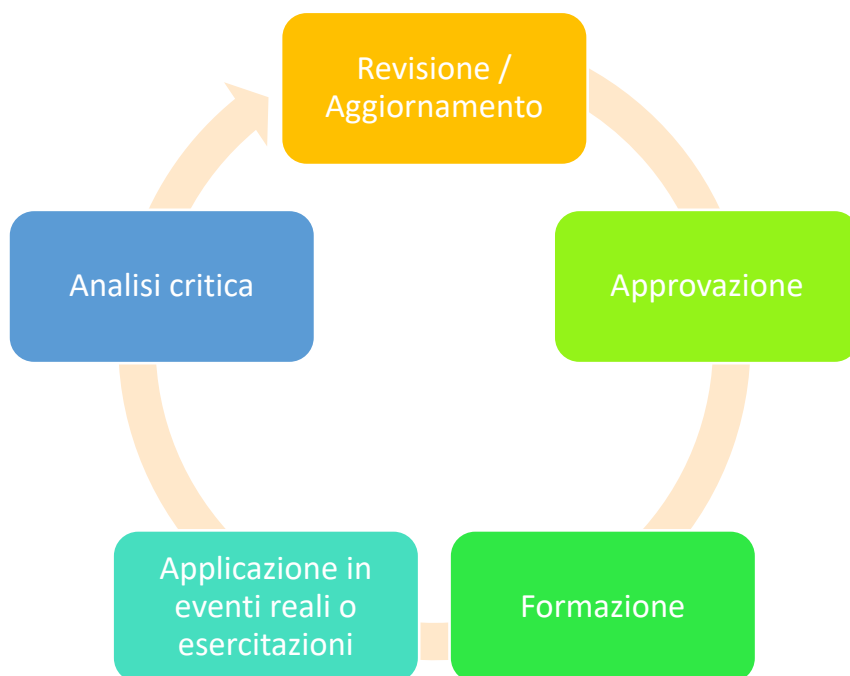 Revisione /
Aggiornamento
Approvazione
Formazione
Applicazione in
eventi reali o
esercitazioni
Analisi critica